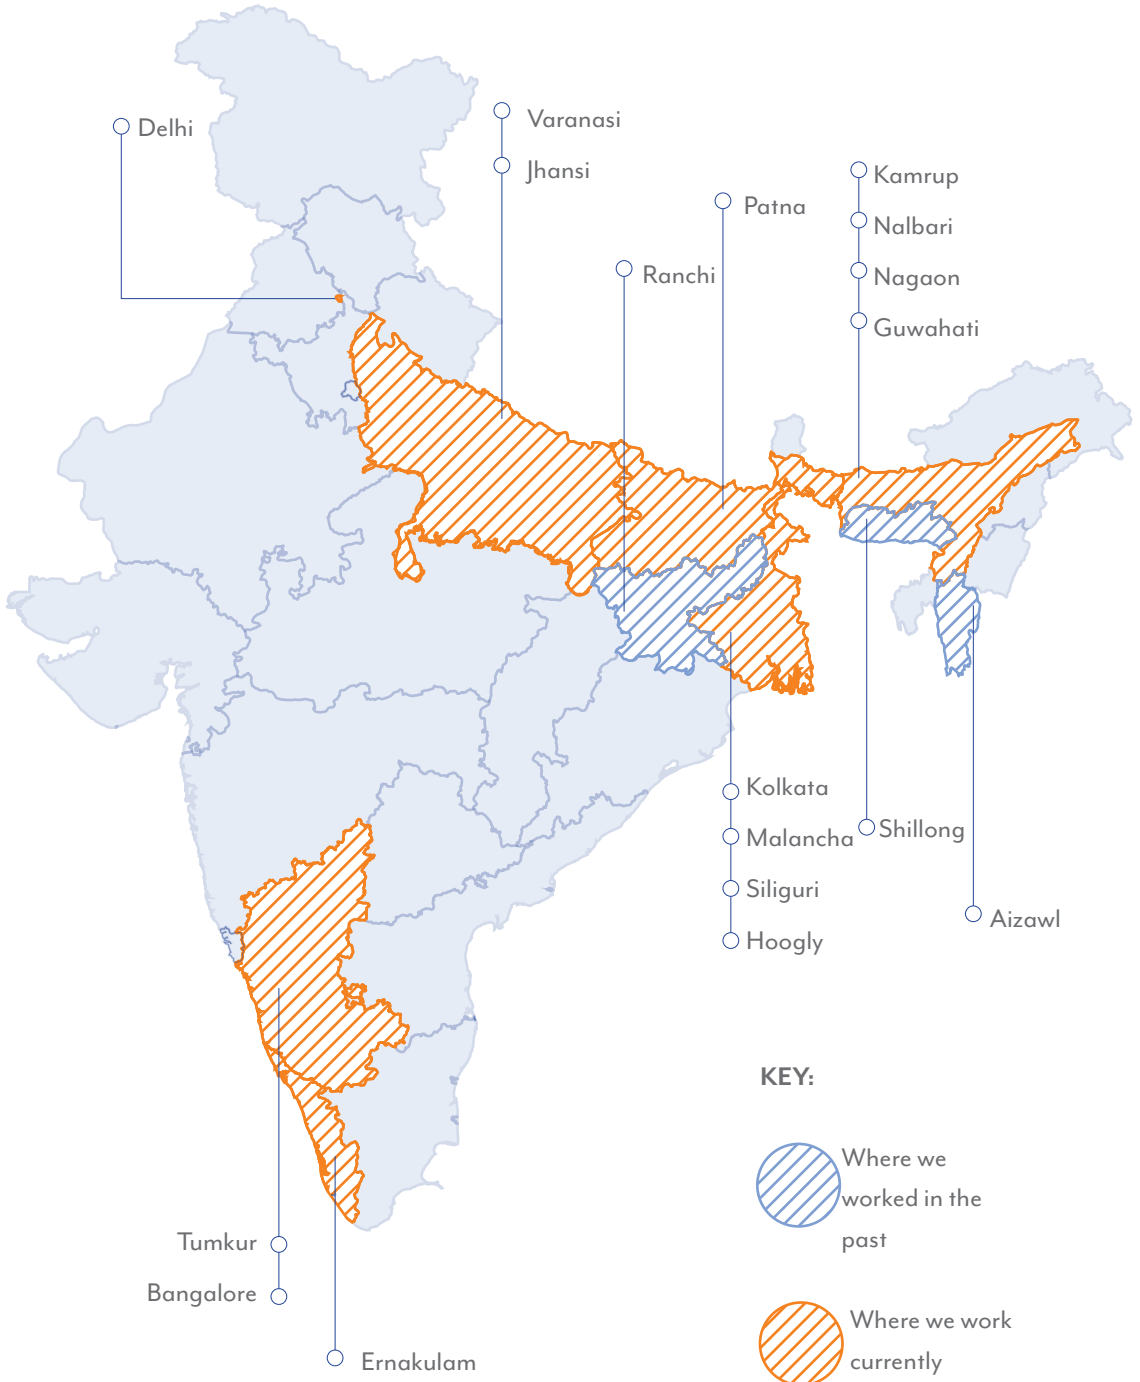 Delhi
Varanasi
Jhansi
Kamrup
Patna
Nalbari
Ranchi
Nagaon
Guwahati
Kolkata
Malancha
Shillong
Siliguri
Aizawl
Hoogly
KEY:
Where we
worked in the
past
Tumkur
Bangalore
Where we work
currently
Ernakulam